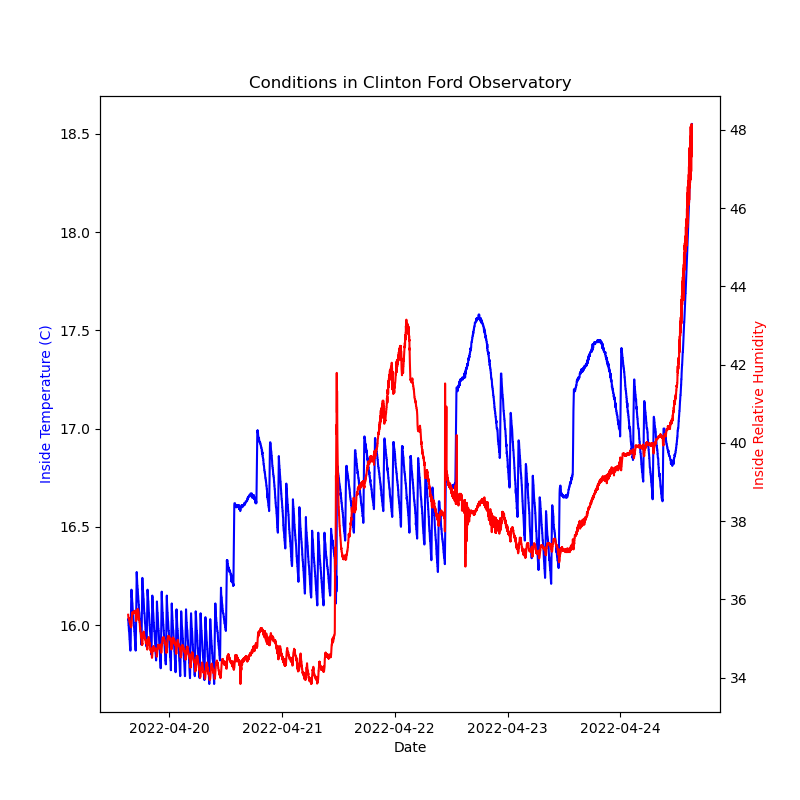 Conditions in Clinton Ford Observatory
18.5
18.0
17.5
17.0
16.5
16.0
Inside Temperature (C)
48
46
44
42
40
38
36
34
Inside Relative Humidity
2022-04-20 2022-04-21 2022-04-22 2022-04-23 2022-04-24
Date